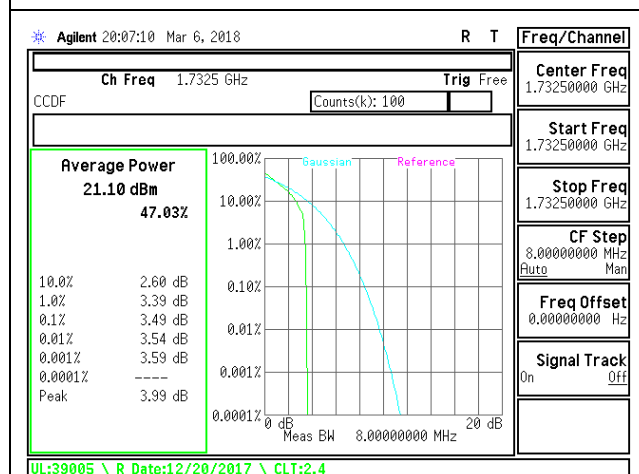 Agilent 20:07:10 Mar 6, 2018 R T
Freq/Channel
Ch Freq 1.7325 GHz Trig Free
CCDF Counts(k): 100
Average Power
21.10 dBm
47.03%
10.0% 2.60 dB
1.0% 3.39 dB
0.1% 3.49 dB
0.01% 3.54 dB
0.001% 3.59 dB
0.0001% ----
Peak 3.99 dB
Gaussian Reference
100.00%
10.00%
1.00%
0.10%
0.01%
0.001%
0.0001%
0 dB 20 dB
Meas BW 8.00000000 MHz
Center Freq
1.73250000 GHz
Start Freq
1.73250000 GHz
Stop Freq
1.73250000 GHz
CF Step
8.00000000 MHz
Auto Man
Freq Offset
0.00000000 Hz
Signal Track
On Off
UL:39005 \ R Date:12/20/2017 \ CLT:2.4